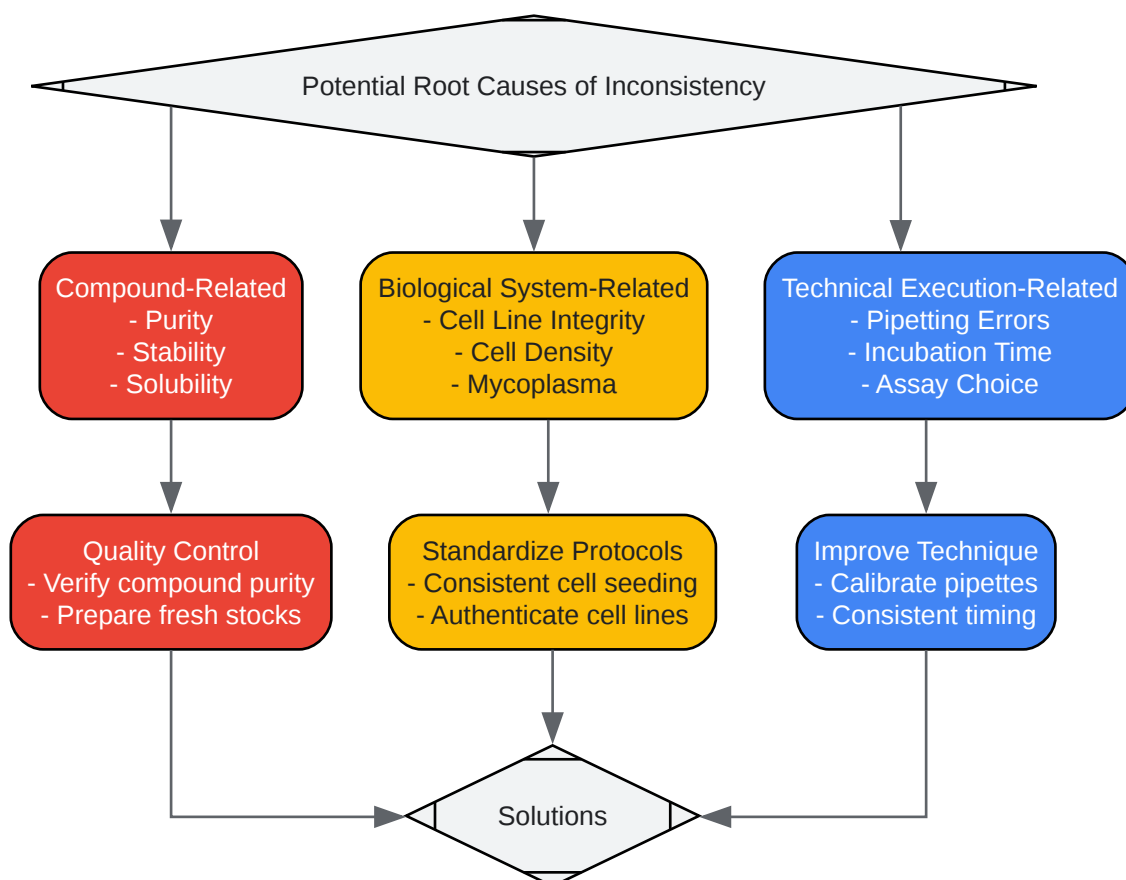 Potential Root Causes of Inconsistency
Compound-Related
- Purity
- Stability
- Solubility
Biological System-Related
- Cell Line Integrity
- Cell Density
- Mycoplasma
Technical Execution-Related
- Pipetting Errors
- Incubation Time
- Assay Choice
Quality Control
- Verify compound purity
- Prepare fresh stocks
Standardize Protocols
- Consistent cell seeding
- Authenticate cell lines
Improve Technique
- Calibrate pipettes
- Consistent timing
Solutions